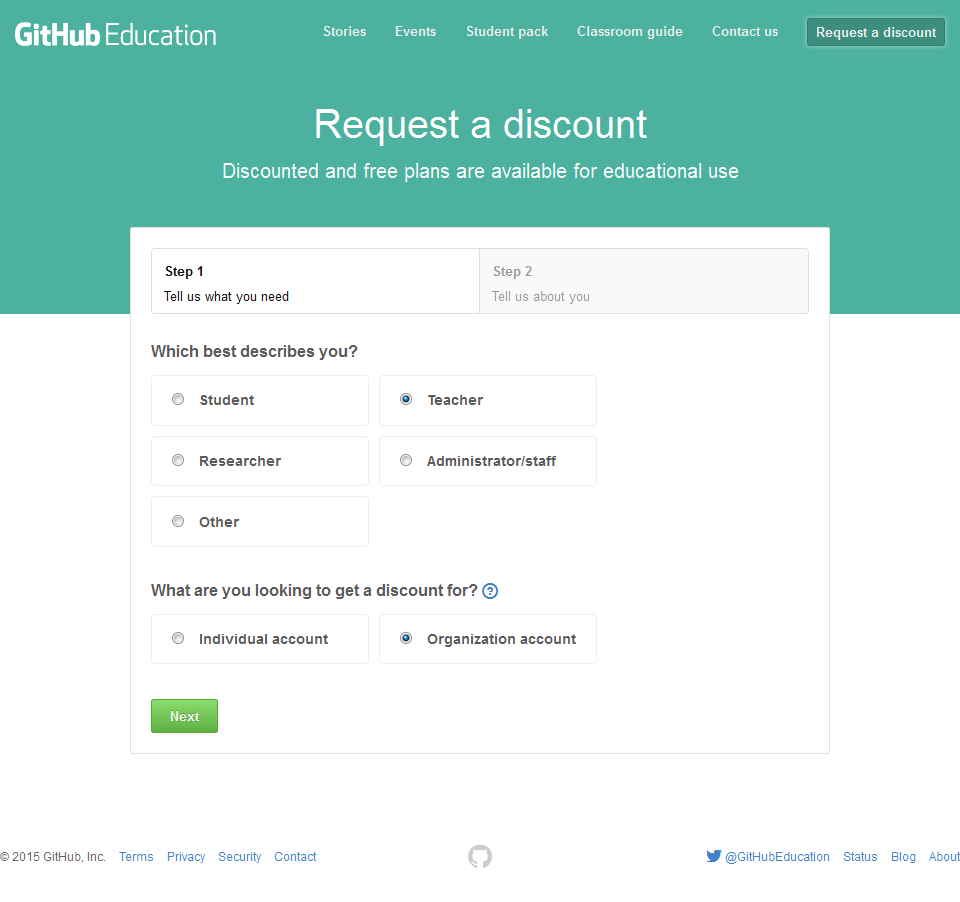 GitHub Education Stories Events Student pack Classroom guide Contact us Request a discount
Request a discount
Discounted and free plans are available for educational use
Step 1 Step 2
Tell us what you need Tell us about you
Which best describes you?
Student Teacher
Researcher Administrator/staff
Other
What are you looking to get a discount for? ?
Individual account Organization account
Next
© 2015 GitHub, Inc. Terms Privacy Security Contact @GitHubEducation Status Blog About